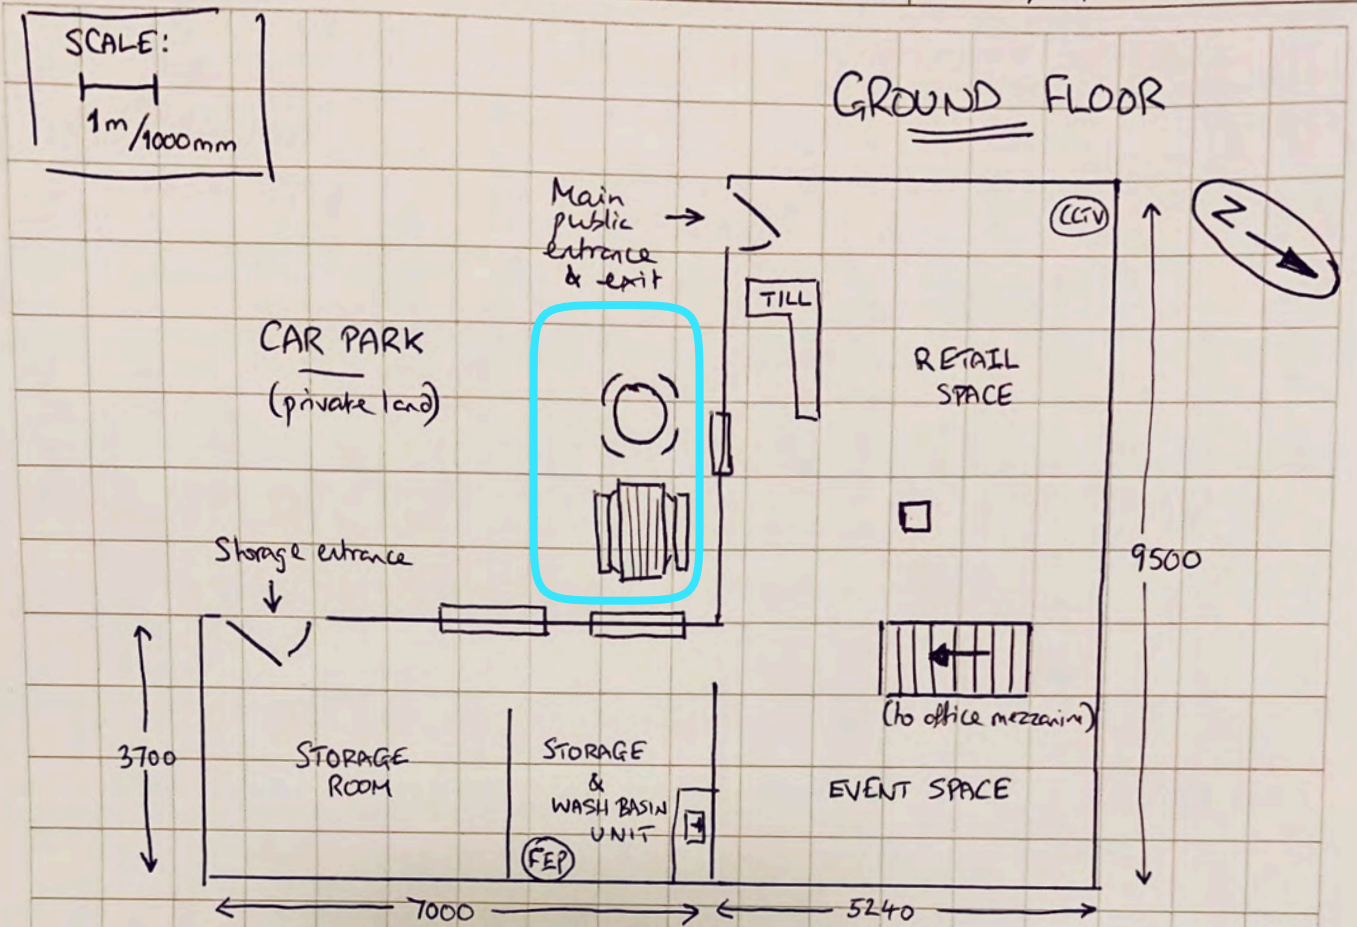 SCALE:
1m/1000mm
GROUND FLOOR
Main
public
entrance
& exit
CCTV
N
TILL
CAR PARK
(private land)
RETAIL
SPACE
Storage entrance
9500
(to office mezzanine)
3700
STORAGE
ROOM
STORAGE
&
WASH BASIN
UNIT
EVENT SPACE
FEP
7000
5240